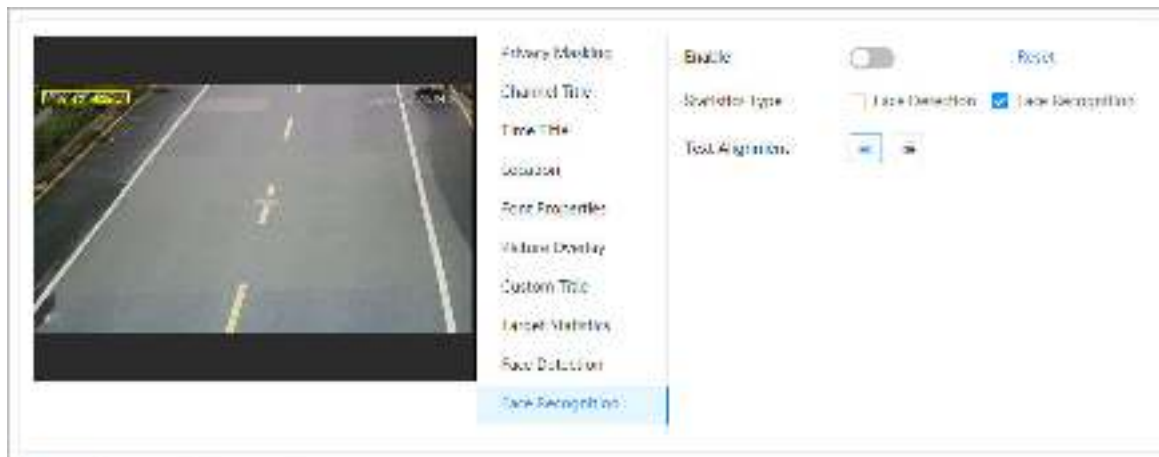 Privacy Masking
Channel Title
Time Title
Location
Font Properties
Picture Overlay
Custom Title
Target Statistics
Face Detection
Face Recognition
Enable
Reset
Statistics Type
Face Detection
Face Recognition
Text Alignment